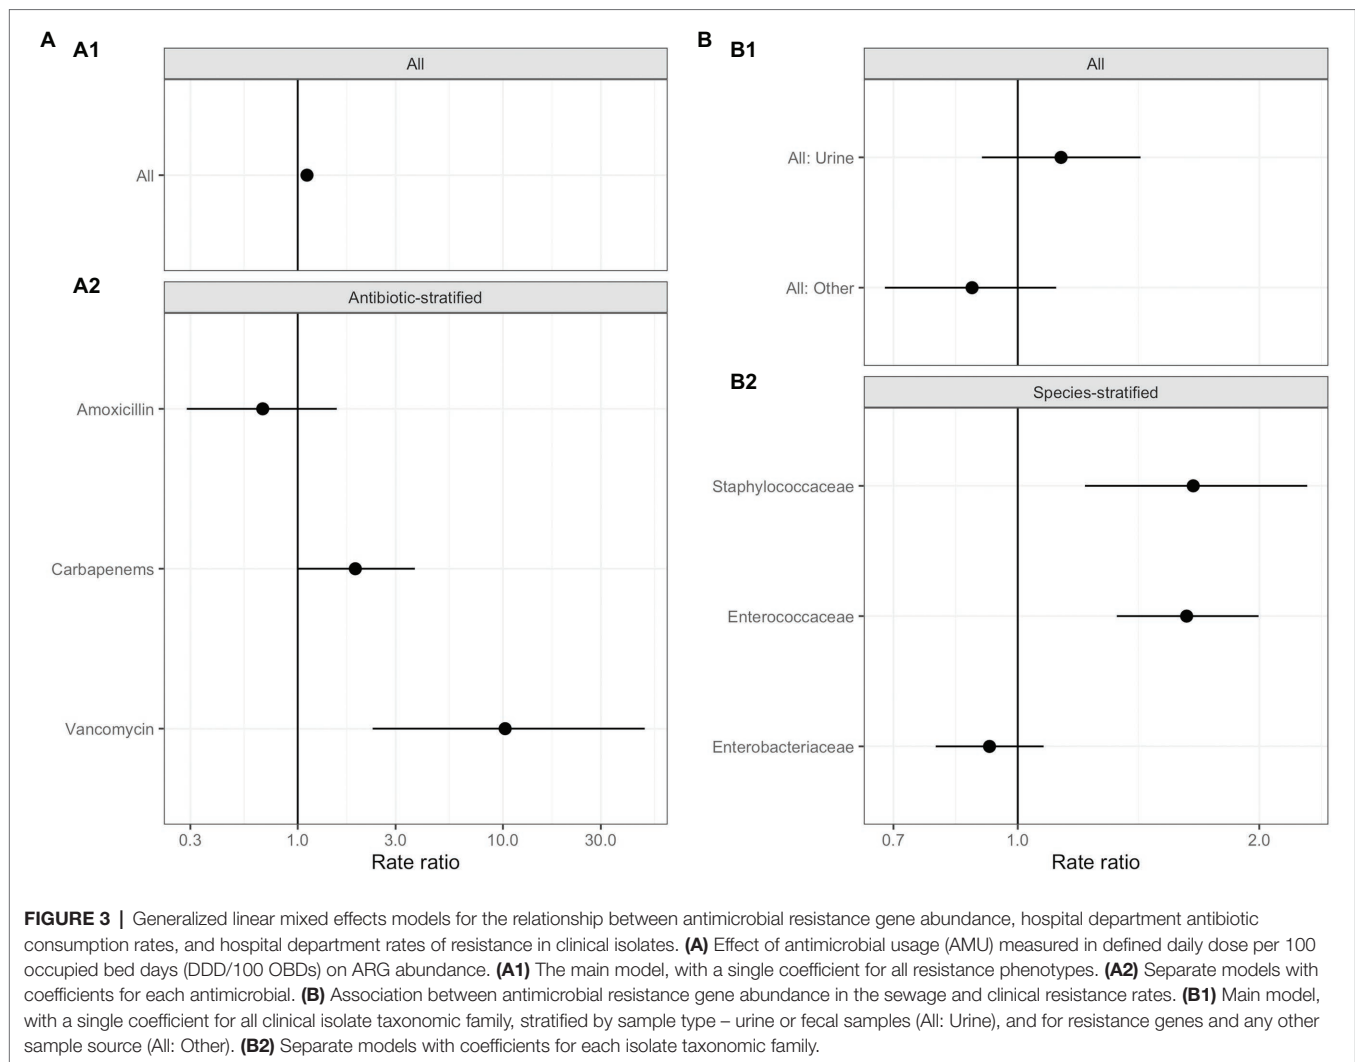 A
A1
All
All
A2
Antibiotic-stratified
Amoxicillin
Carbapenems
Vancomycin
0.3 1.0 3.0 10.0 30.0
Rate ratio
B
B1
All
All: Urine
All: Other
B2
Species-stratified
Staphylococcaceae
Enterococcaceae
Enterobacteriaceae
0.7 1.0 2.0
Rate ratio
FIGURE 3 | Generalized linear mixed effects models for the relationship between antimicrobial resistance gene abundance, hospital department antibiotic
consumption rates, and hospital department rates of resistance in clinical isolates. (A) Effect of antimicrobial usage (AMU) measured in defined daily dose per 100
occupied bed days (DDD/100 OBDs) on ARG abundance. (A1) The main model, with a single coefficient for all resistance phenotypes. (A2) Separate models with
coefficients for each antimicrobial. (B) Association between antimicrobial resistance gene abundance in the sewage and clinical resistance rates. (B1) Main model,
with a single coefficient for all clinical isolate taxonomic family, stratified by sample type – urine or fecal samples (All: Urine), and for resistance genes and any other
sample source (All: Other). (B2) Separate models with coefficients for each isolate taxonomic family.